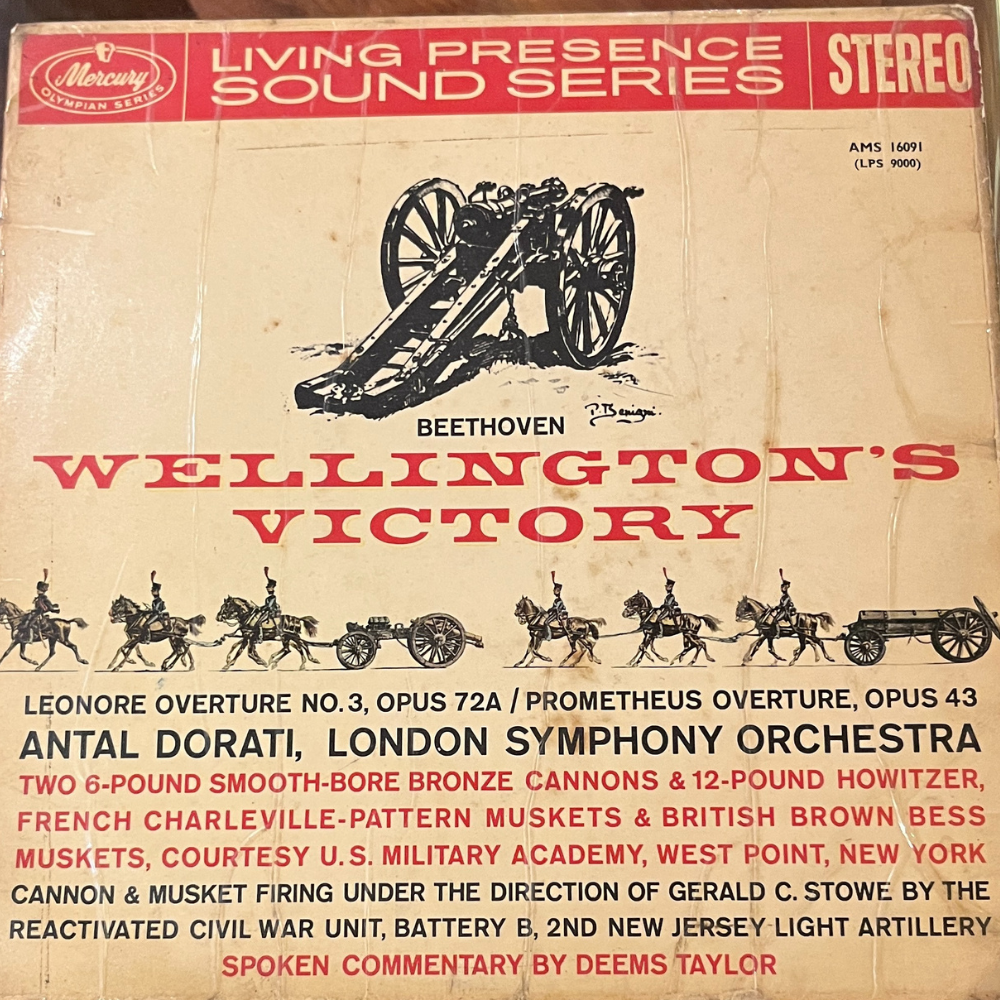 Mercury
OLYMPIAN SERIES
LIVING PRESENCE
SOUND SERIES
STEREO
AMS 16091
(LPS 9000)
P. Benigni.
BEETHOVEN
WELLINGTON'S
VICTORY
LEONORE OVERTURE NO. 3, OPUS 72A / PROMETHEUS OVERTURE, OPUS 43
ANTAL DORATI, LONDON SYMPHONY ORCHESTRA
TWO 6-POUND SMOOTH-BORE BRONZE CANNONS & 12-POUND HOWITZER,
FRENCH CHARLEVILLE-PATTERN MUSKETS & BRITISH BROWN BESS
MUSKETS, COURTESY U.S. MILITARY ACADEMY, WEST POINT, NEW YORK
CANNON & MUSKET FIRING UNDER THE DIRECTION OF GERALD C. STOWE BY THE
REACTIVATED CIVIL WAR UNIT, BATTERY B, 2ND NEW JERSEY LIGHT ARTILLERY
SPOKEN COMMENTARY BY DEEMS TAYLOR